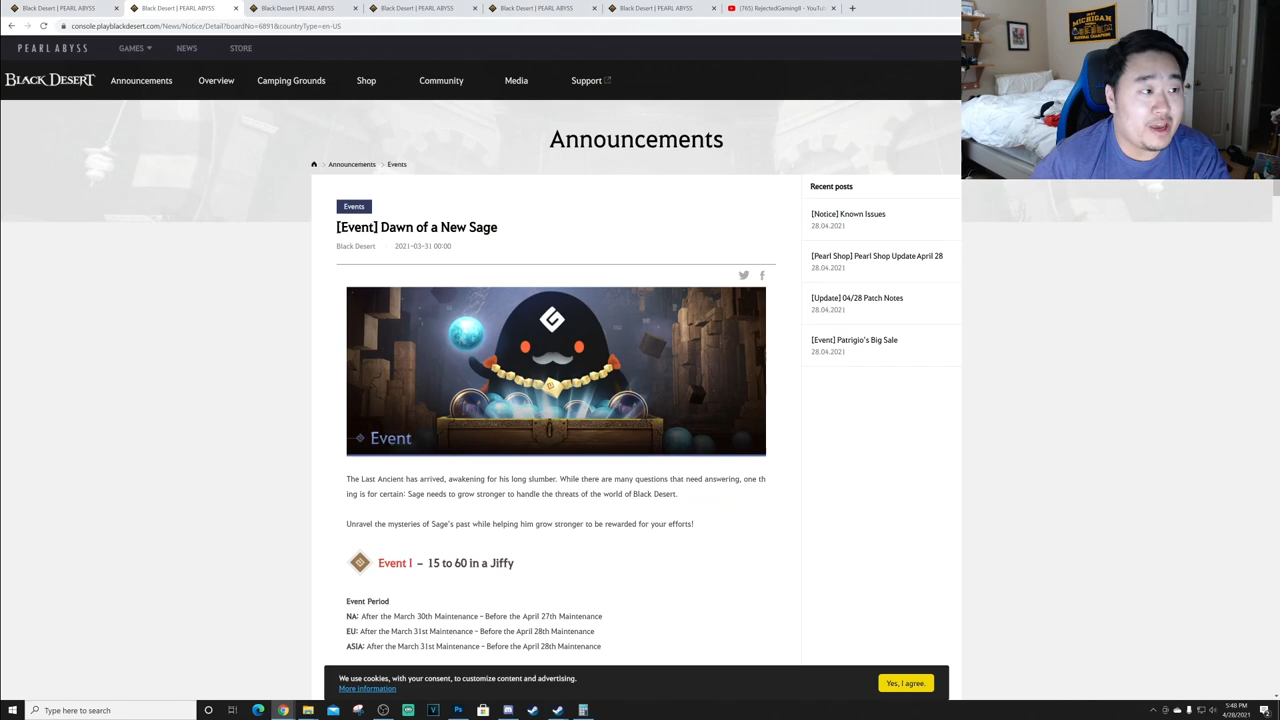 Black Desert | PEARL ABYSS
Black Desert | PEARL ABYSS
Black Desert | PEARL ABYSS
Black Desert | PEARL ABYSS
Black Desert | PEARL ABYSS
Black Desert | PEARL ABYSS
(765) RejectedGamingll - YouTub
console.playblackdesert.com/News/Notice/Detail?boardNo=6891&countryType=en-US
PEARL ABYSS GAMES NEWS STORE
BLACK DESERT Announcements Overview Camping Grounds Shop Community Media Support
MICHIGAN
Announcements
Announcements > Events
Events
[Event] Dawn of a New Sage
Black Desert 2021-03-31 00:00
Event
The Last Ancient has arrived, awakening for his long slumber. While there are many questions that need answering, one th
ing is for certain: Sage needs to grow stronger to handle the threats of the world of Black Desert.
Unravel the mysteries of Sage's past while helping him grow stronger to be rewarded for your efforts!
Event I – 15 to 60 in a Jiffy
Event Period
NA: After the March 30th Maintenance – Before the April 27th Maintenance
EU: After the March 31st Maintenance – Before the April 28th Maintenance
ASIA: After the March 31st Maintenance – Before the April 28th Maintenance
Recent posts
[Notice] Known Issues
28.04.2021
[Pearl Shop] Pearl Shop Update April 28
28.04.2021
[Update] 04/28 Patch Notes
28.04.2021
[Event] Patrigio's Big Sale
28.04.2021
We use cookies, with your consent, to customize content and advertising.
More information
Yes, I agree.
Type here to search
5:48 PM
4/28/2021